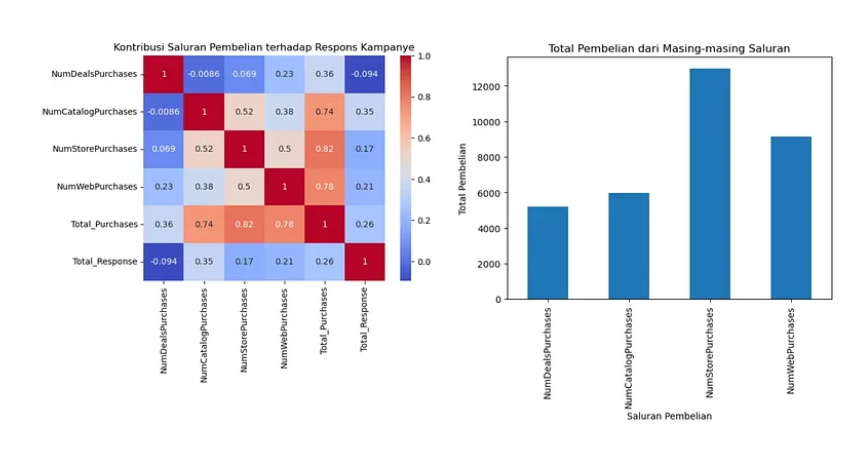 Kontribusi Saluran Pembelian terhadap Respons Kampanye
NumDealsPurchases
1 -0.0086 0.069 0.23 0.36 -0.094
NumCatalogPurchases
-0.0086 1 0.52 0.38 0.74 0.35
NumStorePurchases
0.069 0.52 1 0.5 0.82 0.17
NumWebPurchases
0.23 0.38 0.5 1 0.78 0.21
Total_Purchases
0.36 0.74 0.82 0.78 1 0.26
Total_Response
-0.094 0.35 0.17 0.21 0.26 1
NumDealsPurchases
NumCatalogPurchases
NumStorePurchases
NumWebPurchases
Total_Purchases
Total_Response
1.0
0.8
0.6
0.4
0.2
0.0
Total Pembelian dari Masing-masing Saluran
Total Pembelian
12000
10000
8000
6000
4000
2000
0
NumDealsPurchases
NumCatalogPurchases
NumStorePurchases
NumWebPurchases
Saluran Pembelian